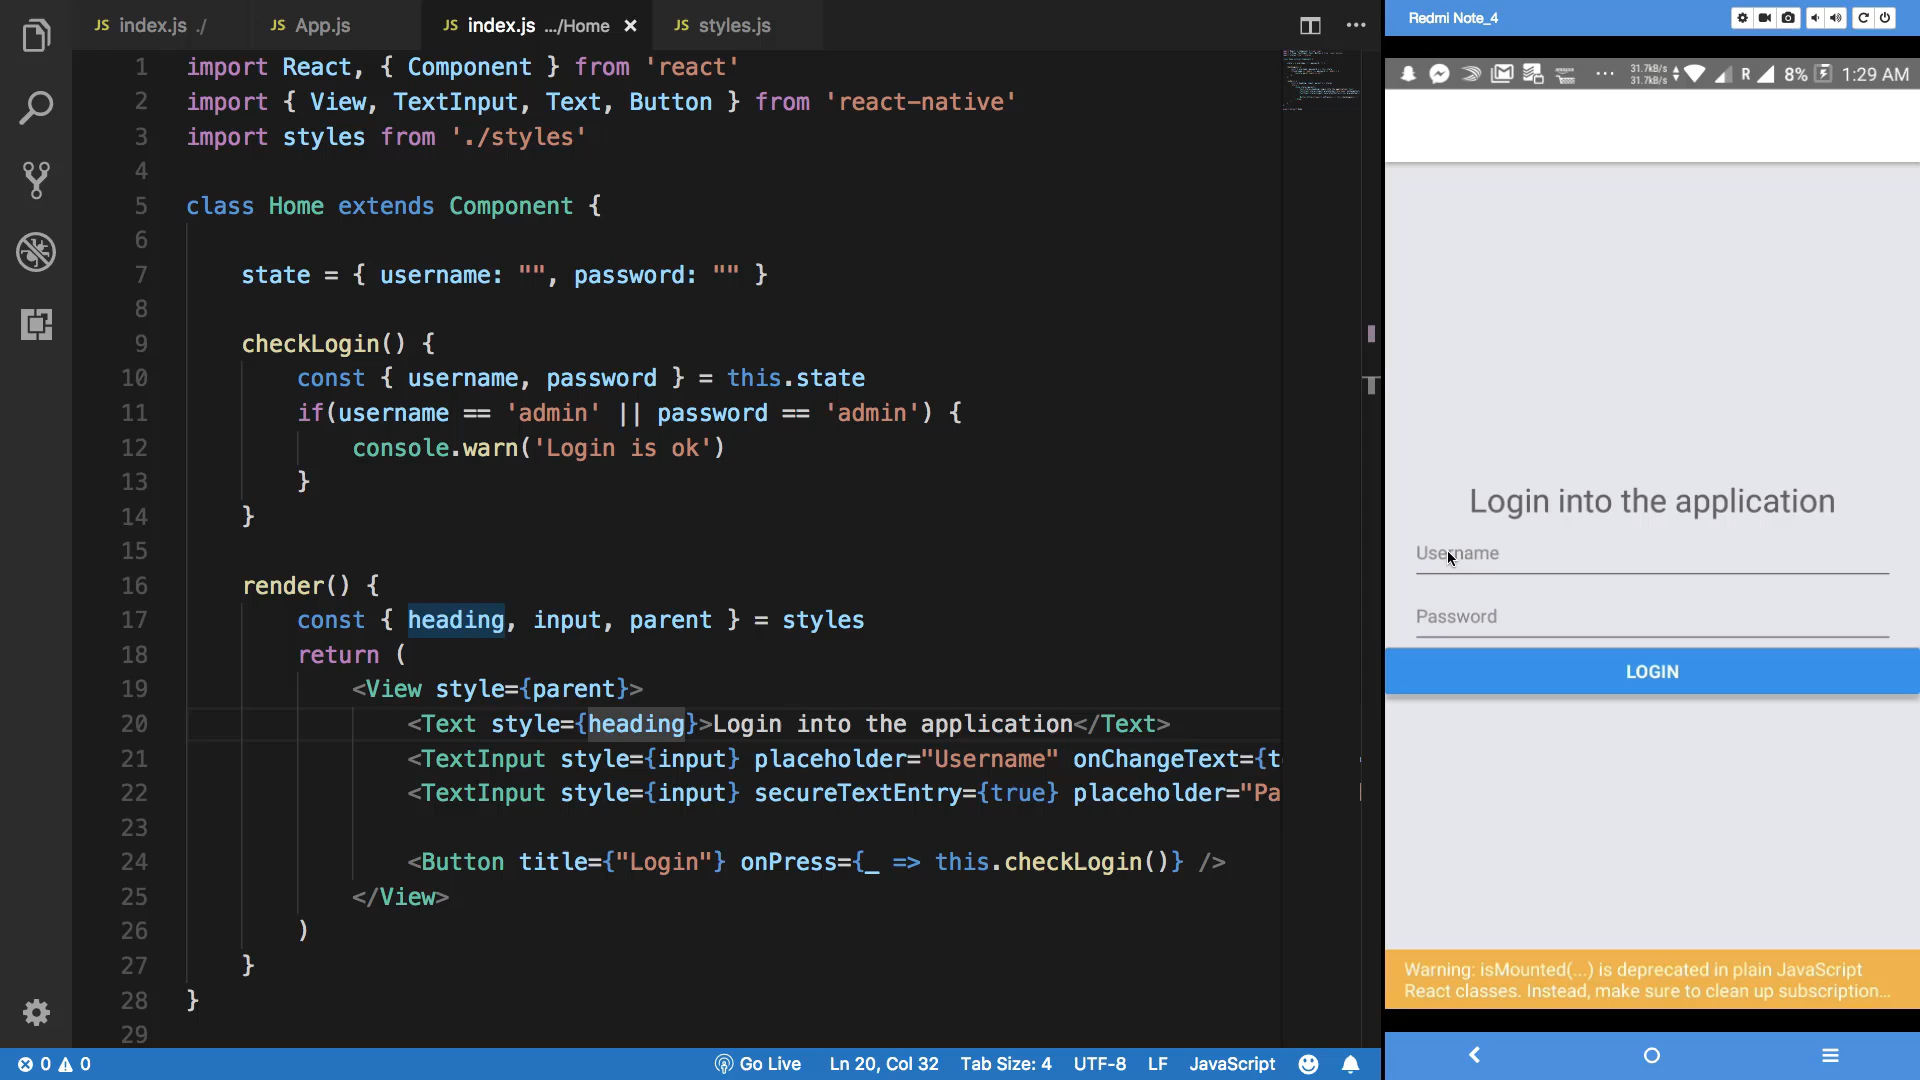 JS index.js ./
JS App.js
JS index.js .../Home ×
JS styles.js
1 import React, { Component } from 'react'
2 import { View, TextInput, Text, Button } from 'react-native'
3 import styles from './styles'
4
5 class Home extends Component {
6
7 state = { username: "", password: "" }
8
9 checkLogin() {
10 const { username, password } = this.state
11 if(username == 'admin' || password == 'admin') {
12 console.warn('Login is ok')
13 }
14 }
15
16 render() {
17 const { heading, input, parent } = styles
18 return (
19 <View style={parent}>
20 <Text style={heading}>Login into the application</Text>
21 <TextInput style={input} placeholder="Username" onChangeText={t
22 <TextInput style={input} secureTextEntry={true} placeholder="Pa
23
24 <Button title={"Login"} onPress={_ => this.checkLogin()} />
25 </View>
26 )
27 }
28 }
29
0 0
Go Live Ln 20, Col 32 Tab Size: 4 UTF-8 LF JavaScript
Redmi Note_4
31.7kB/s
31.7kB/s
R 8% 1:29 AM
Login into the application
Username
Password
LOGIN
Warning: isMounted(...) is deprecated in plain JavaScript
React classes. Instead, make sure to clean up subscription...